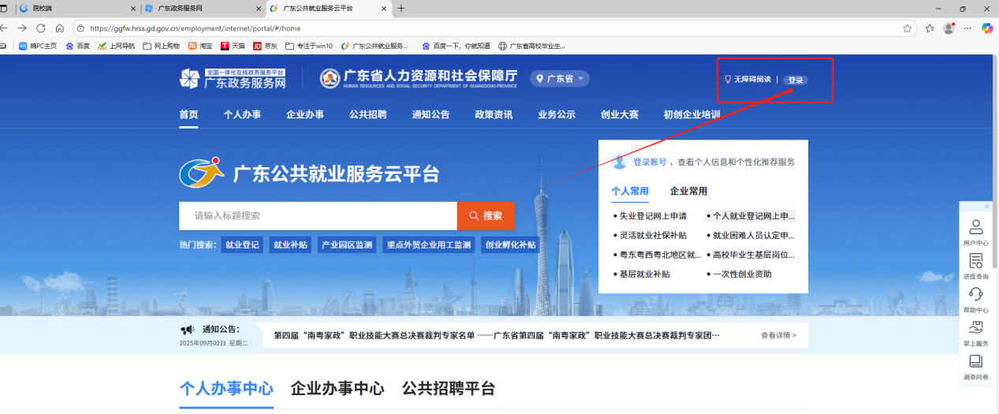 院校端
广东政务服务网
广东公共就业服务云平台
https://ggfw.hrss.gd.gov.cn/employment/internet/portal/#/home
嗨PC主页 百度 上网导航 网上购物 淘宝 天猫 京东 专注于win10 广东公共就业服务... 百度一下，你就知道 广东省高校毕业生...
全国一体化在线政务服务平台
广东政务服务网
广东省人力资源和社会保障厅
HUMAN RESOURCES AND SOCIAL SECURITY DEPARTMENT OF GUANGDONG PROVINCE
广东省
无障碍阅读 | 登录
首页 个人办事 企业办事 公共招聘 通知公告 政策资讯 业务公示 创业大赛 初创企业培训
广东公共就业服务云平台
请输入标题搜索
搜索
热门搜索： 就业登记 就业补贴 产业园区监测 重点外贸企业用工监测 创业孵化补贴
登录账号 ，查看个人信息和个性化推荐服务
个人常用 企业常用
• 失业登记网上申请 • 个人就业登记网上申...
• 灵活就业社保补贴 • 就业困难人员认定申...
• 粤东粤西粤北地区就... • 高校毕业生基层岗位...
• 基层就业补贴 • 一次性创业资助
用户中心
进度查询
帮助中心
掌上服务
调查问卷
通知公告：
2025年09月02日 星期二
第四届“南粤家政”职业技能大赛总决赛裁判专家名单 ——广东省第四届“南粤家政”职业技能大赛总决赛裁判专家团…
查看详情 >
个人办事中心 企业办事中心 公共招聘平台